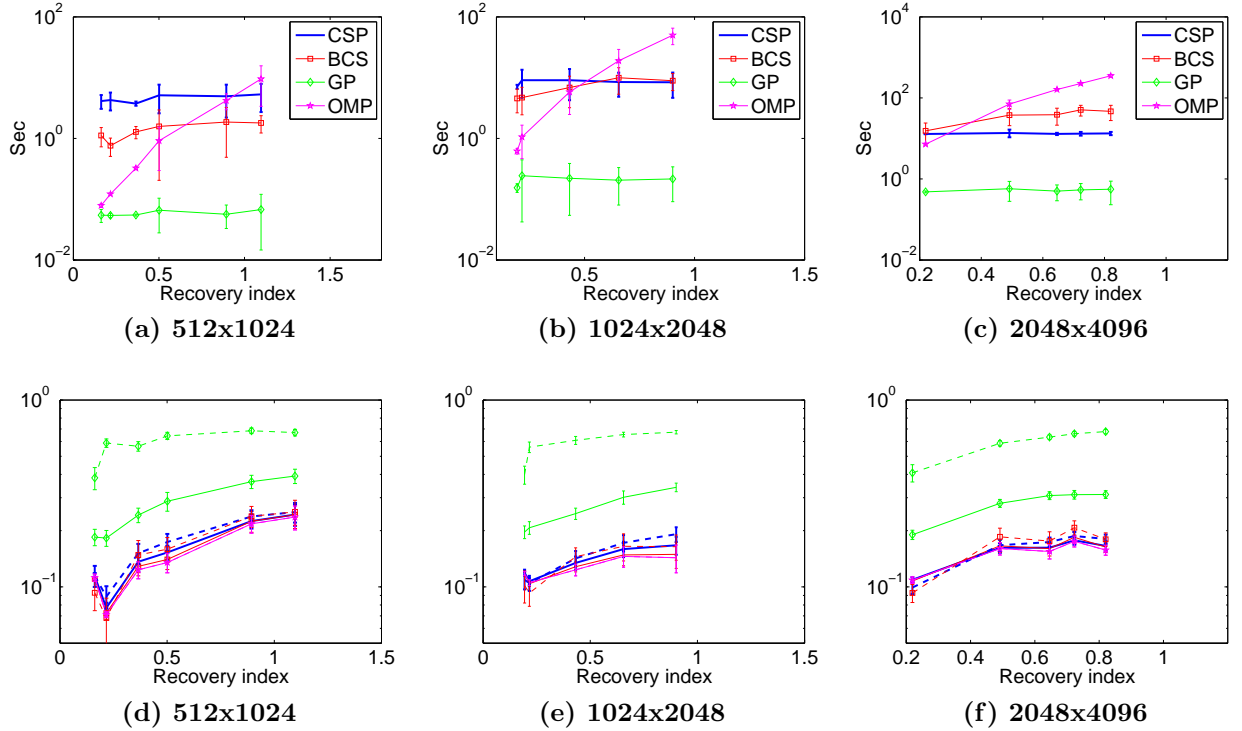 10^2
10^0
10^-2
Sec
0
0.5
1
1.5
Recovery index
CSP
BCS
GP
OMP
(a) 512x1024
10^2
10^0
10^-2
Sec
0.5
1
1.5
Recovery index
CSP
BCS
GP
OMP
(b) 1024x2048
10^4
10^2
10^0
10^-2
Sec
0.2
0.4
0.6
0.8
1
Recovery index
CSP
BCS
GP
OMP
(c) 2048x4096
10^0
10^-1
0
0.5
1
1.5
Recovery index
(d) 512x1024
10^0
10^-1
0
0.5
1
1.5
Recovery index
(e) 1024x2048
10^0
10^-1
0.2
0.4
0.6
0.8
1
Recovery index
(f) 2048x4096